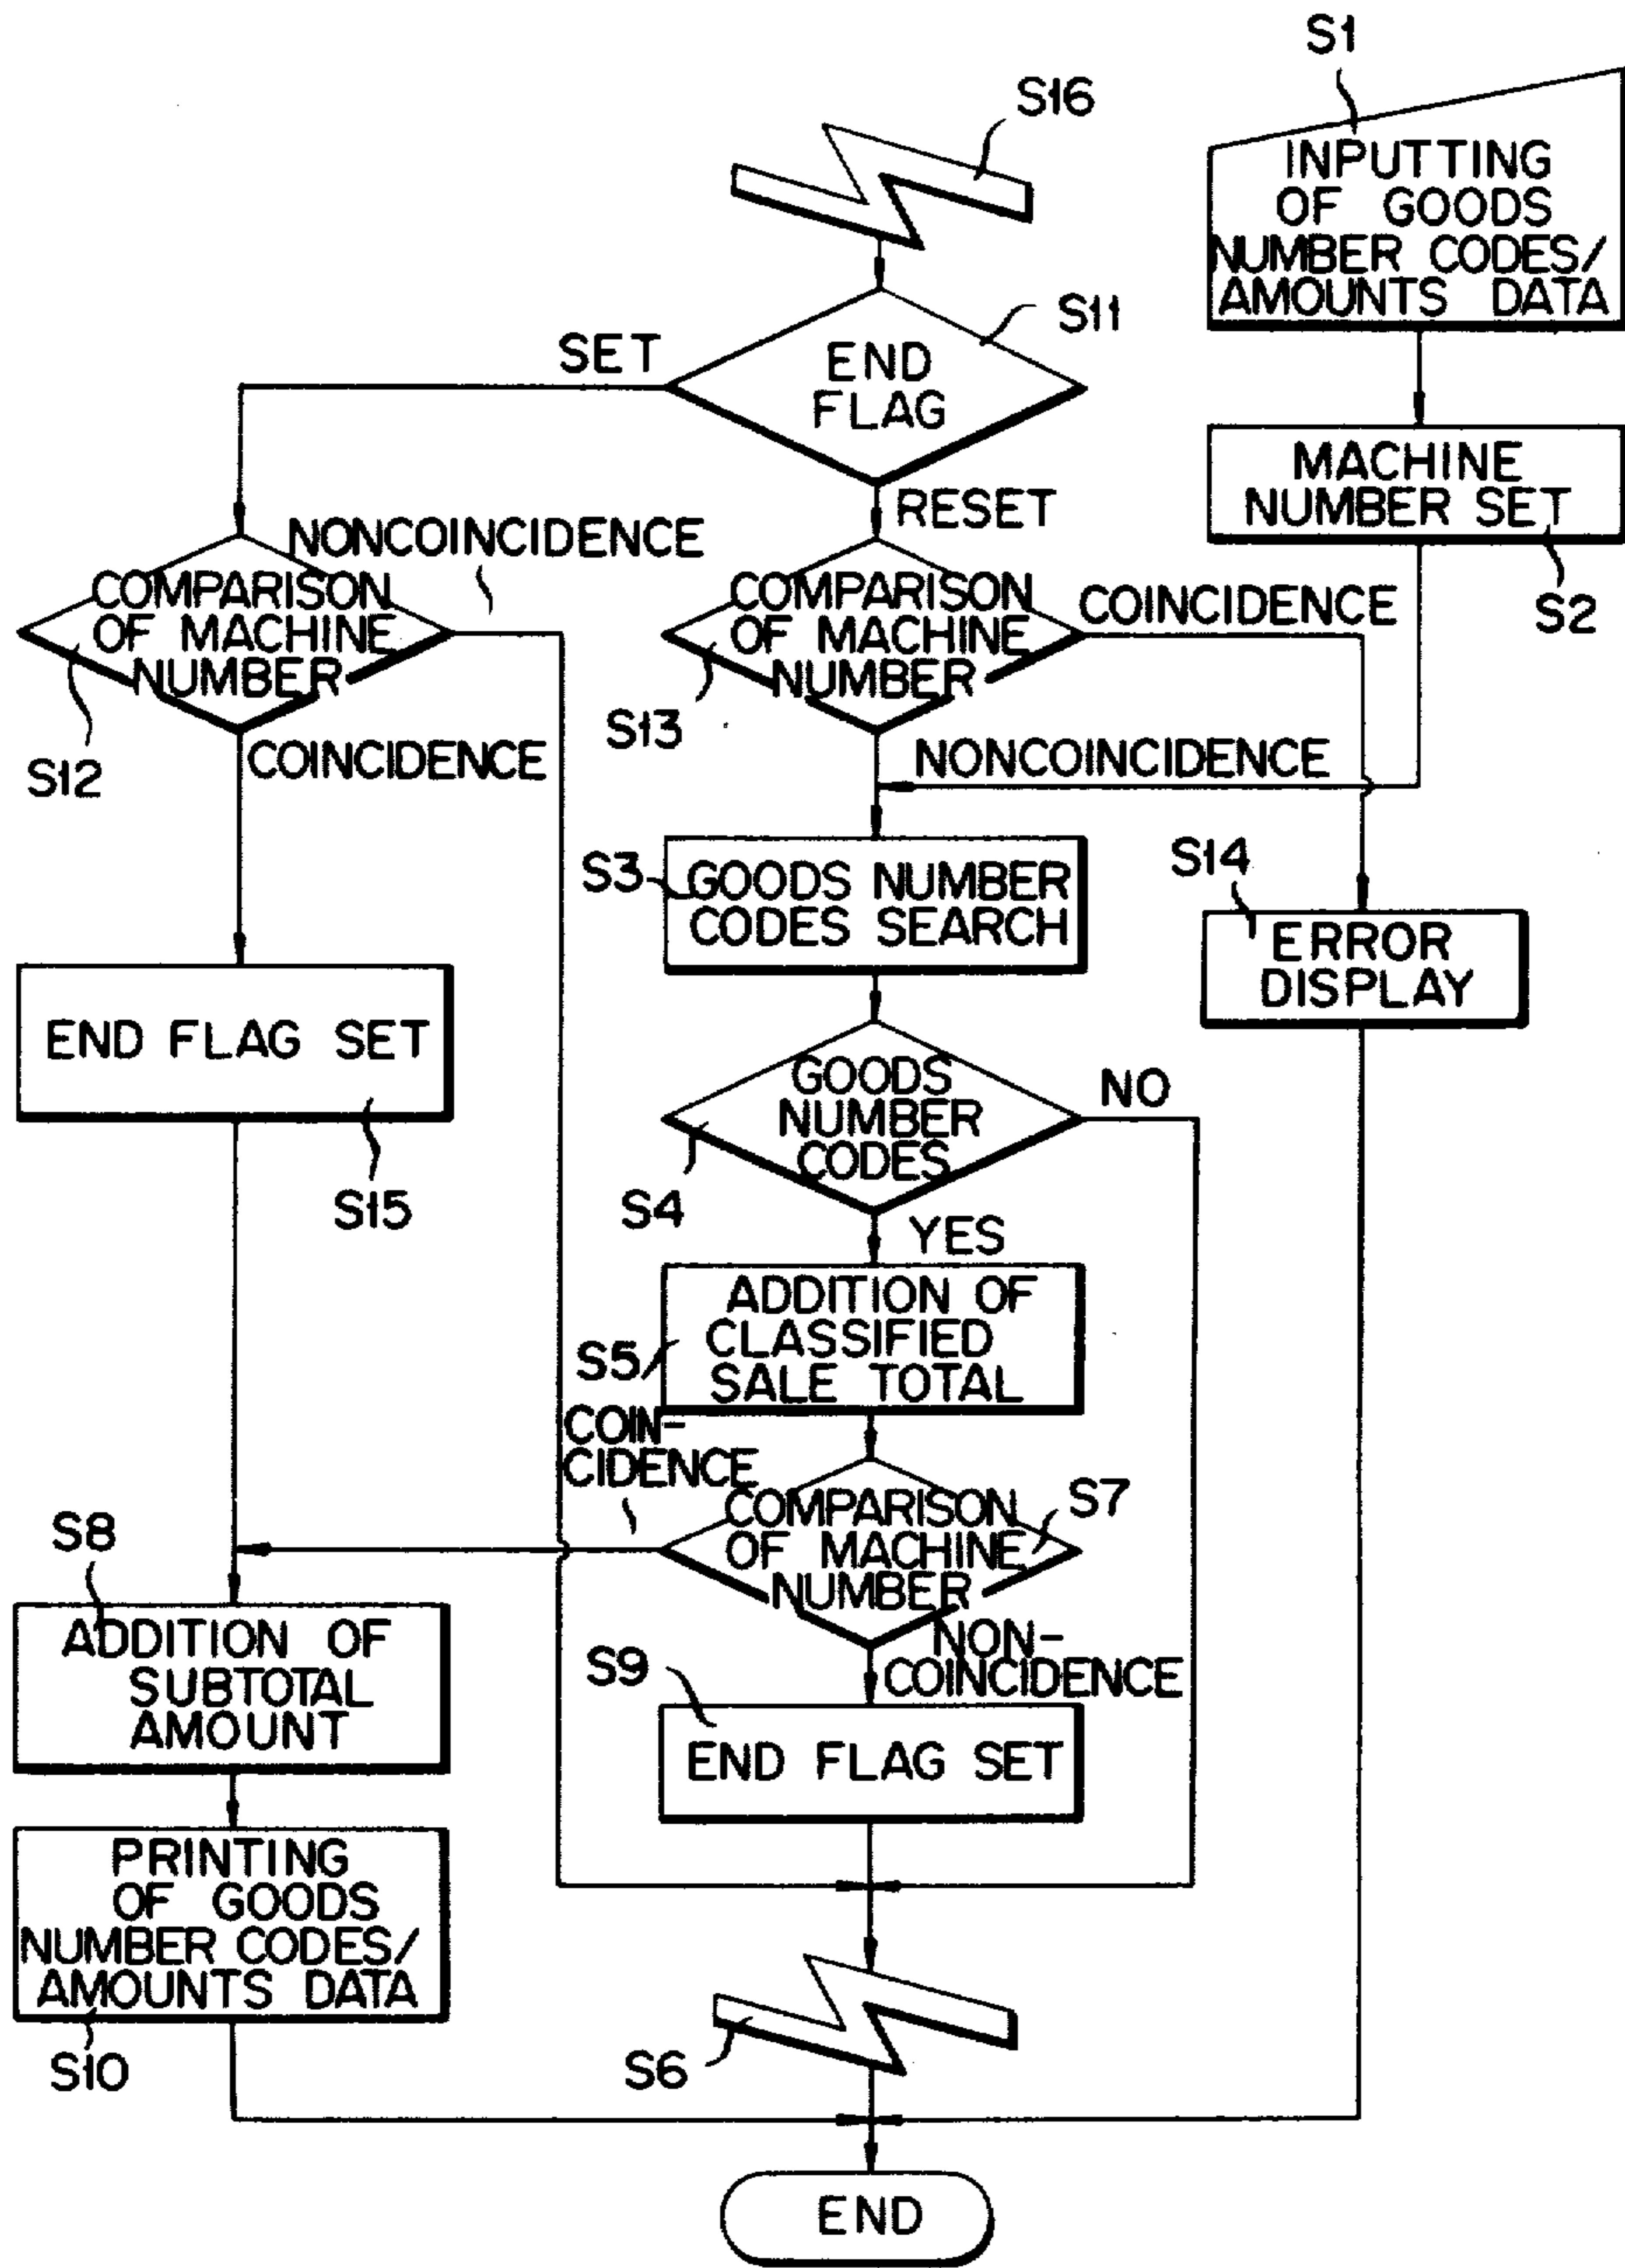 S1
S16
INPUTTING
OF GOODS
NUMBER CODES/
AMOUNTS DATA
S11
SET
END
FLAG
MACHINE
NUMBER SET
RESET
S2
NONCOINCIDENCE
COMPARISON
OF MACHINE
NUMBER
S12
COINCIDENCE
COMPARISON
OF MACHINE
NUMBER
S13
COINCIDENCE
NONCOINCIDENCE
S3
GOODS NUMBER
CODES SEARCH
S14
ERROR
DISPLAY
END FLAG SET
S15
GOODS
NUMBER
CODES
NO
S4
YES
ADDITION OF
CLASSIFIED
SALE TOTAL
S5
COIN-
CIDENCE
COMPARISON
OF MACHINE
NUMBER
S7
S8
ADDITION OF
SUBTOTAL
AMOUNT
NON-
COINCIDENCE
S9
END FLAG SET
PRINTING
OF GOODS
NUMBER CODES/
AMOUNTS DATA
S10
S6
END